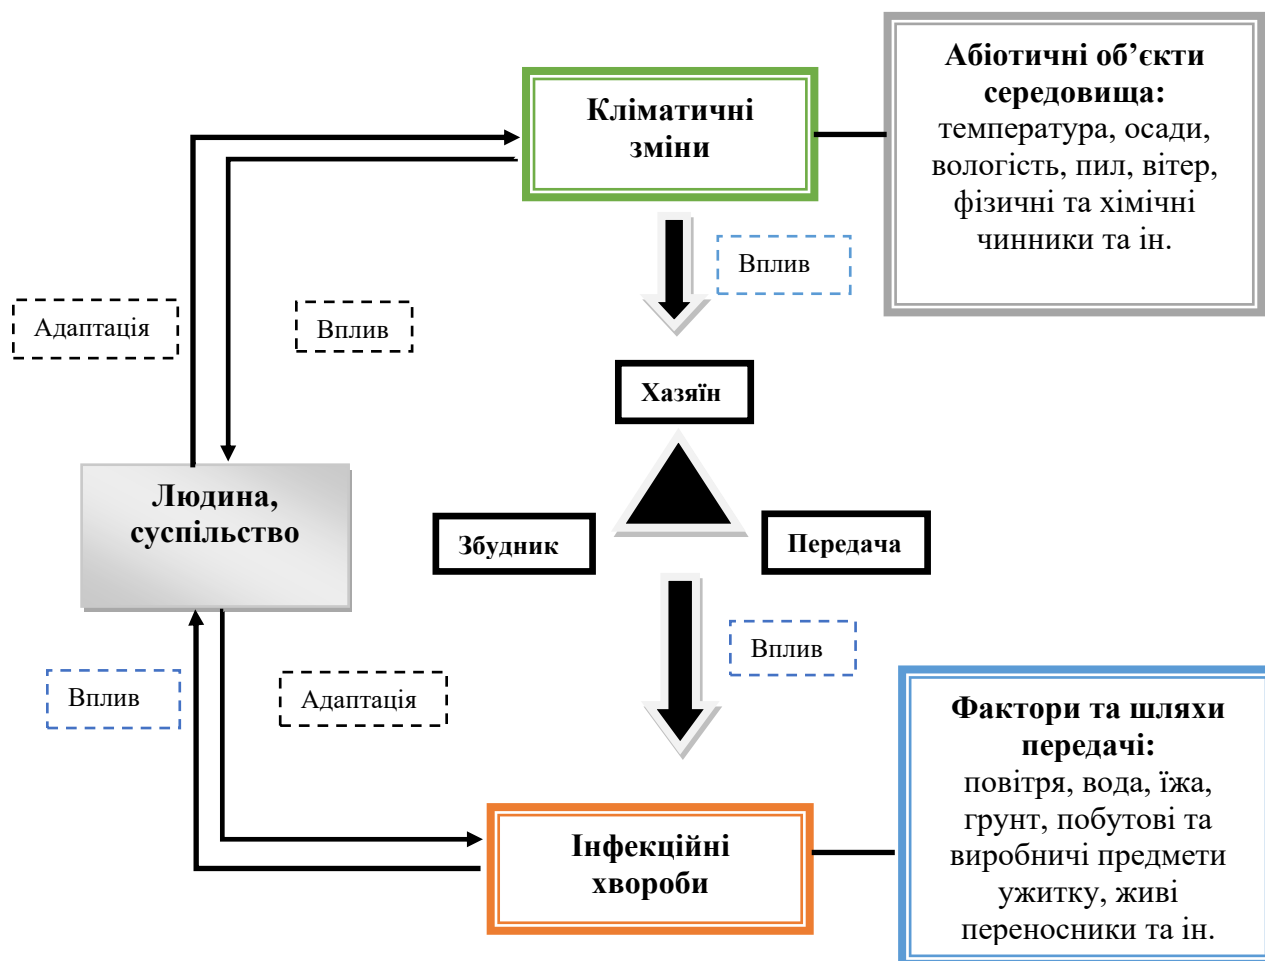 Абіотичні об’єкти
середовища:
температура, осади,
вологість, пил, вітер,
фізичні та хімічні
чинники та ін.
Кліматичні
зміни
Вплив
Адаптація
Вплив
Хазяїн
Людина,
суспільство
Збудник
Передача
Вплив
Вплив
Адаптація
Фактори та шляхи
передачі:
повітря, вода, їжа,
грунт, побутові та
виробничі предмети
ужитку, живі
переносники та ін.
Інфекційні
хвороби